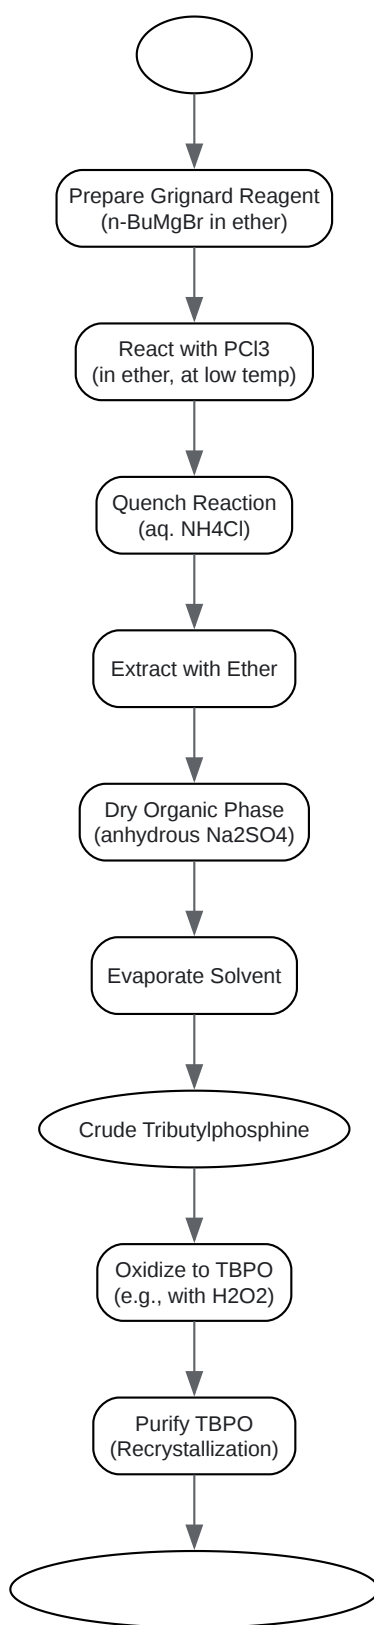 Prepare Grignard Reagent
(n-BuMgBr in ether)
React with PCl3
(in ether, at low temp)
Quench Reaction
(aq. NH4Cl)
Extract with Ether
Dry Organic Phase
(anhydrous Na2SO4)
Evaporate Solvent
Crude Tributylphosphine
Oxidize to TBPO
(e.g., with H2O2)
Purify TBPO
(Recrystallization)